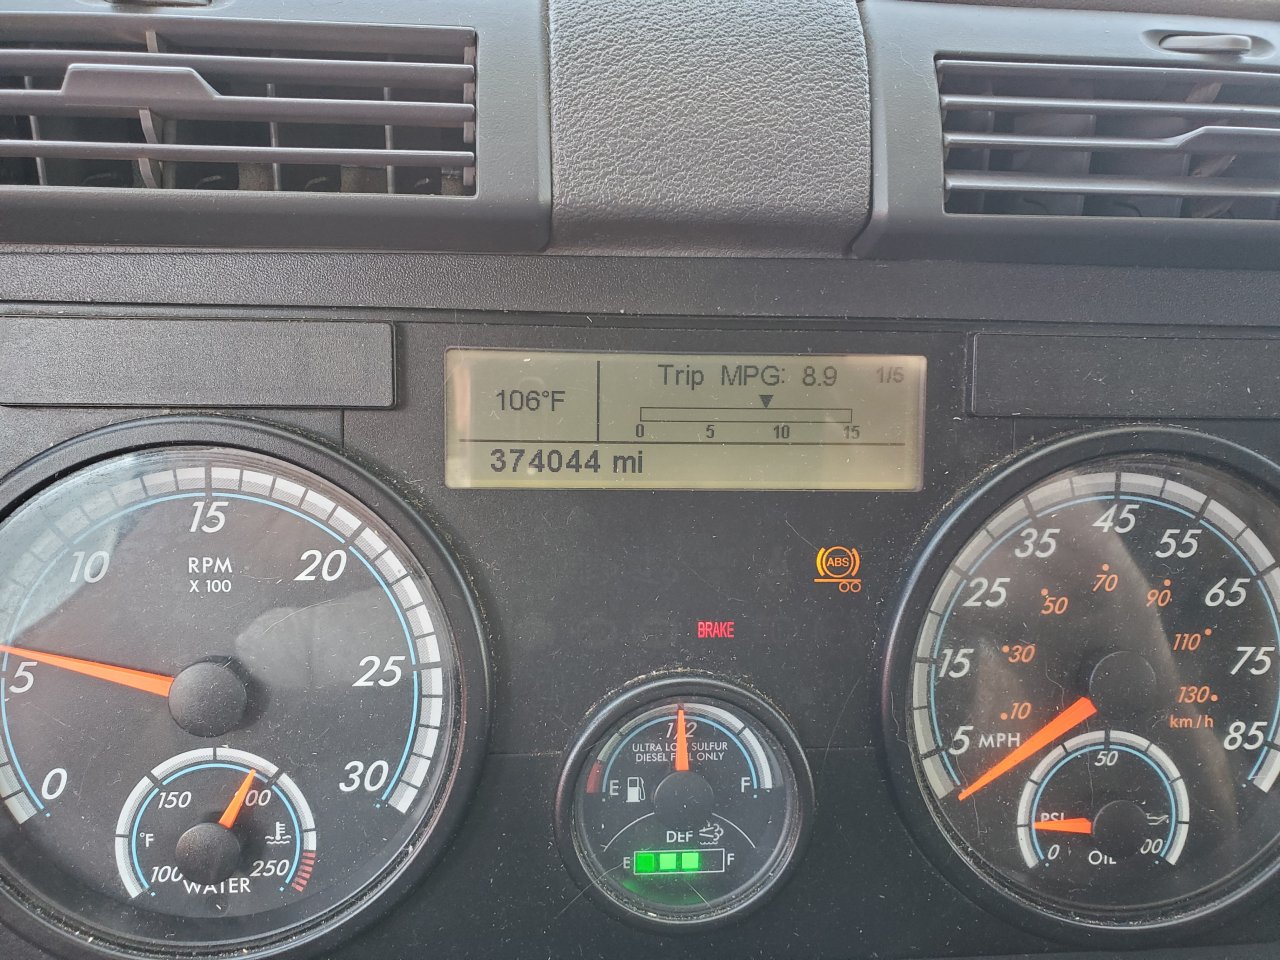 106°F
Trip MPG: 8.9 1/5
0 5 10 15
374044 mi
ABS
BRAKE
0 5 10 15 20 25 30
RPM
X 100
100 150 250
°F
WATER
1/2
ULTRA LOW SULFUR
DIESEL FUEL ONLY
E F
DEF
E F
5 15 25 35 45 55 65 75 85
MPH
10 30 50 70 90 110 130
km/h
0 50
PSI
OIL